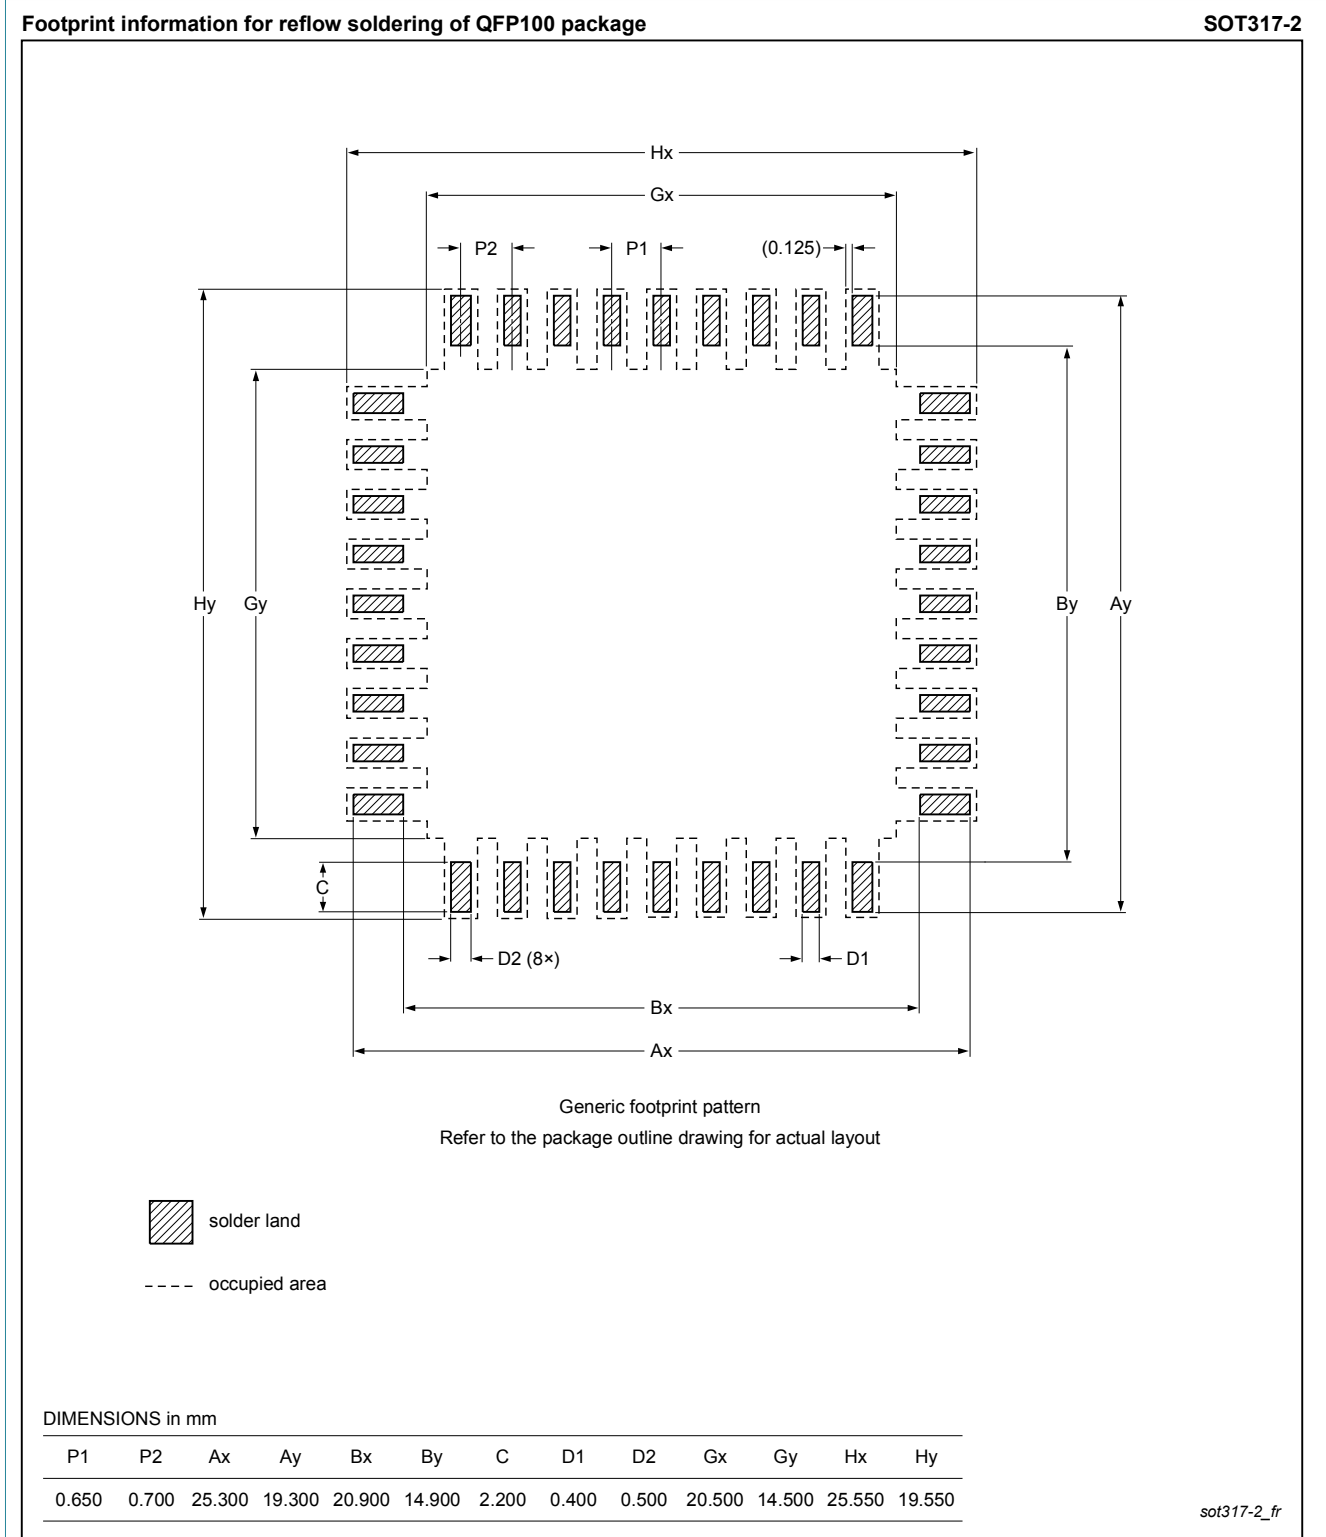 Footprint information for reflow soldering of QFP100 package SOT317-2
Hx
Gx
P2 P1 (0.125)
Hy Gy By Ay
C
D2 (8×) D1
Bx
Ax
Generic footprint pattern
Refer to the package outline drawing for actual layout
solder land
occupied area
DIMENSIONS in mm
P1 P2 Ax Ay Bx By C D1 D2 Gx Gy Hx Hy
0.650 0.700 25.300 19.300 20.900 14.900 2.200 0.400 0.500 20.500 14.500 25.550 19.550
sot317-2_fr